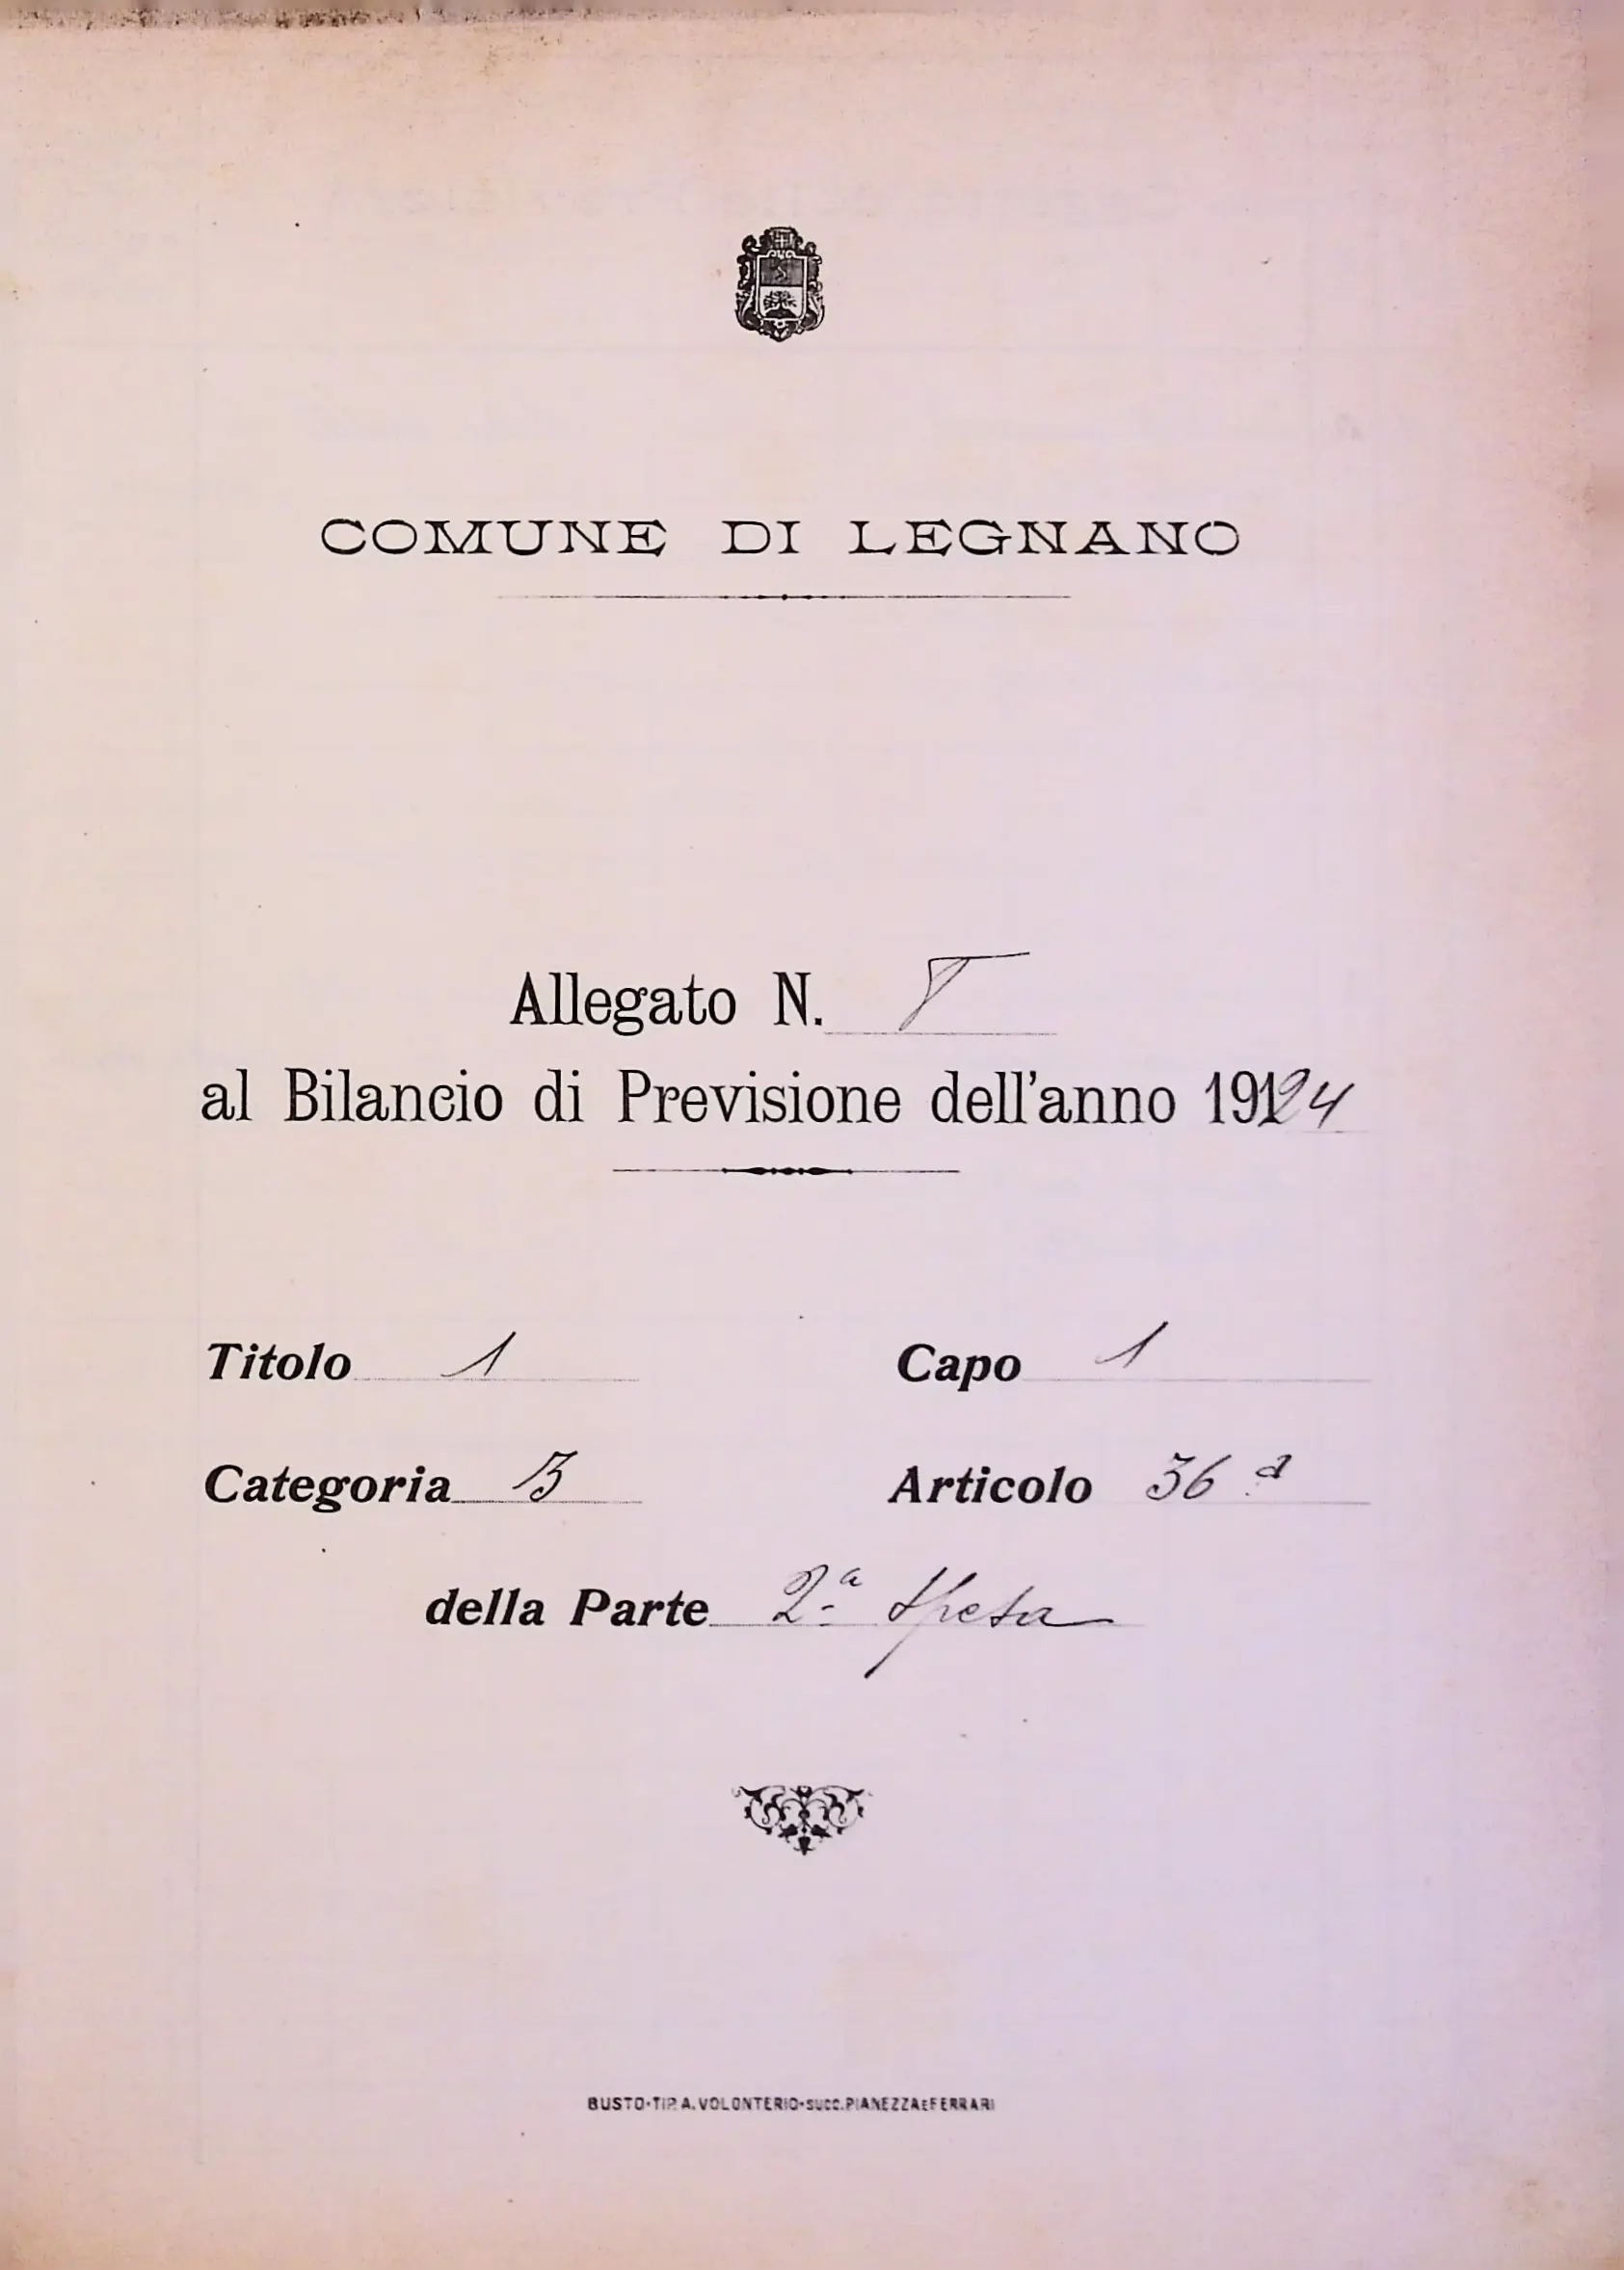 COMUNE DI LEGNANO
Allegato N. T
al Bilancio di Previsione dell'anno 1924
Titolo 1 Capo 1
Categoria 3 Articolo 36 d
della Parte 2ª Spesa
BUSTO-TIP. A. VOLONTERIO-SUCC. PIANEZZA E FERRARI